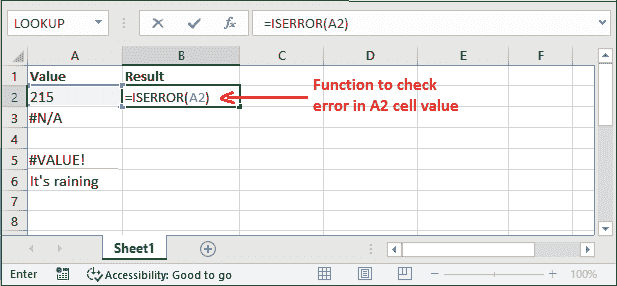 LOOKUP
fx
=ISERROR(A2)
A B C D E F
1 Value Result
2 215 =ISERROR(A2)
Function to check
error in A2 cell value
3 #N/A
4
5 #VALUE!
6 It's raining
7
8
Sheet1
Enter Accessibility: Good to go 100%